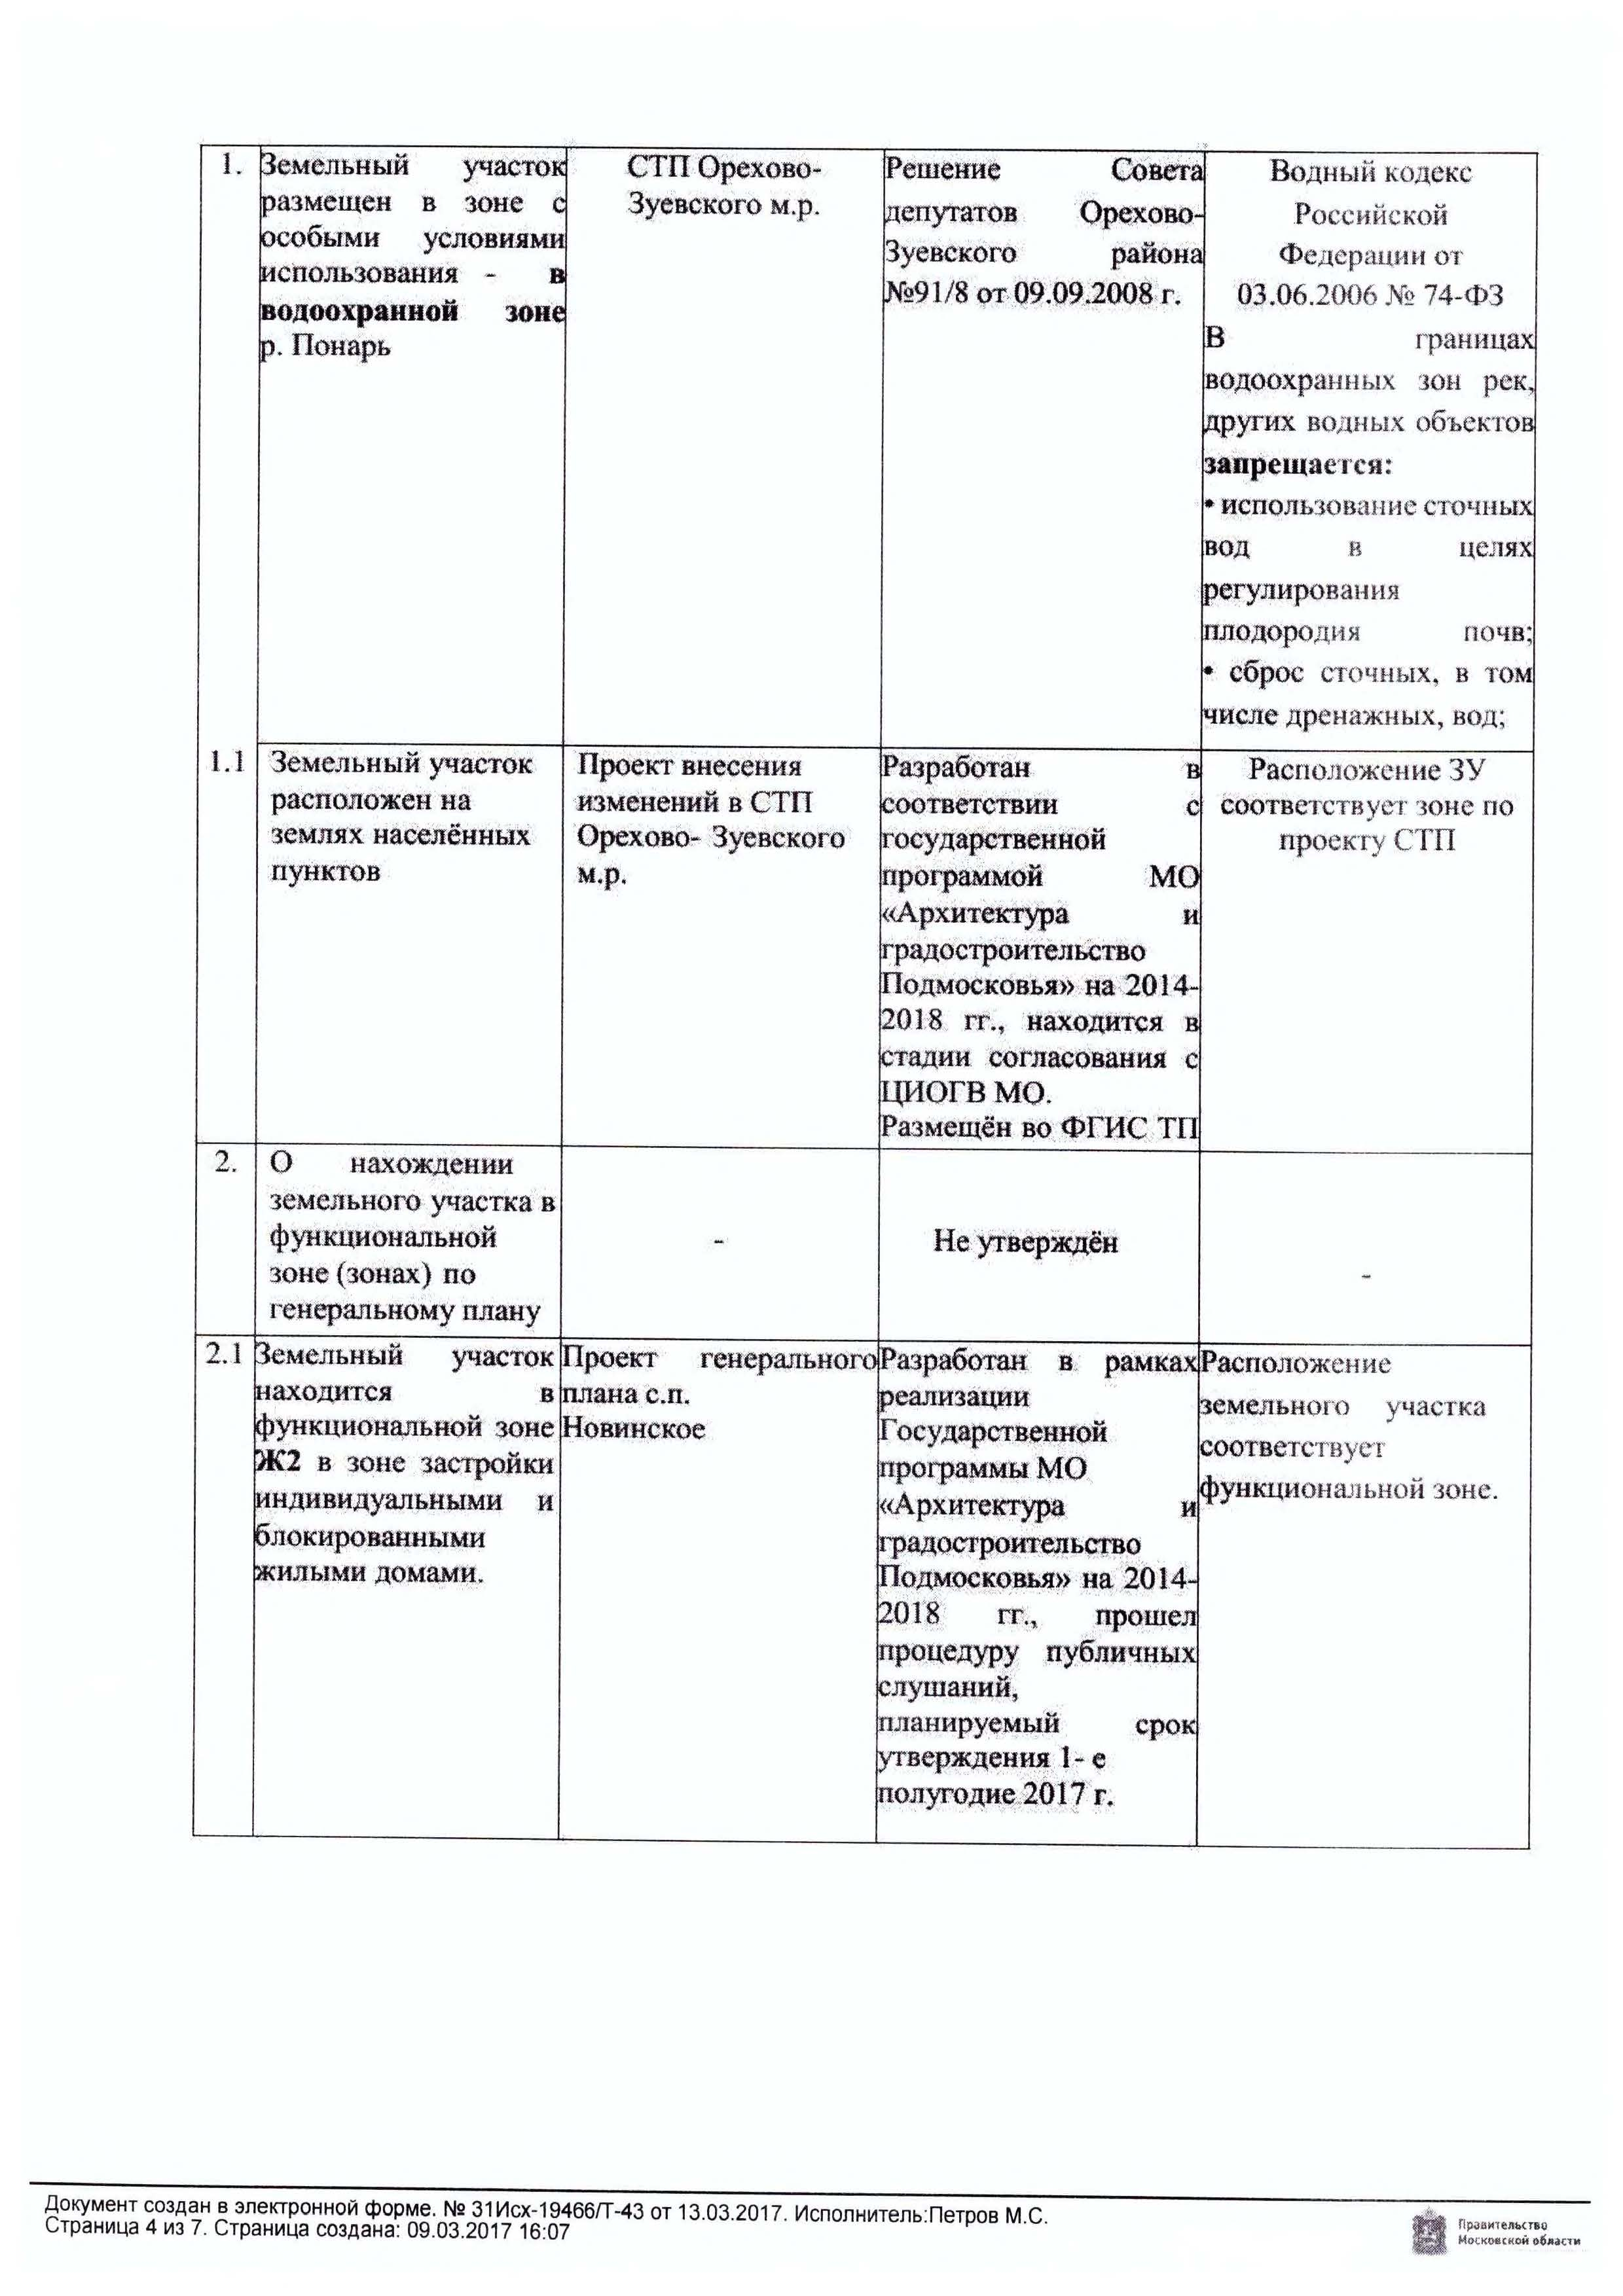 1.
Земельный участок
размещен в зоне с
особыми условиями
использования - в
водоохранной зоне
р. Понарь
СТП Орехово-
Зуевского м.р.
Решение Совета
депутатов Орехово-
Зуевского района
№91/8 от 09.09.2008 г.
Водный кодекс
Российской
Федерации от
03.06.2006 № 74-ФЗ
В границах
водоохранных зон рек,
других водных объектов
запрещается:
• использование сточных
вод в целях
регулирования
плодородия почв;
• сброс сточных, в том
числе дренажных, вод;
1.1
Земельный участок
расположен на
землях населённых
пунктов
Проект внесения
изменений в СТП
Орехово- Зуевского
м.р.
Разработан в
соответствии с
государственной
программой МО
«Архитектура и
градостроительство
Подмосковья» на 2014-
2018 гг., находится в
стадии согласования с
ЦИОГВ МО.
Размещён во ФГИС ТП
Расположение ЗУ
соответствует зоне по
проекту СТП
2.
О нахождении
земельного участка в
функциональной
зоне (зонах) по
генеральному плану
-
Не утверждён
-
2.1
Земельный участок
находится в
функциональной зоне
Ж2 в зоне застройки
индивидуальными и
блокированными
жилыми домами.
Проект генерального
плана с.п.
Новинское
Разработан в рамках
реализации
Государственной
программы МО
«Архитектура и
градостроительство
Подмосковья» на 2014-
2018 гг., прошел
процедуру публичных
слушаний,
планируемый срок
утверждения 1- е
полугодие 2017 г.
Расположение
земельного участка
соответствует
функциональной зоне.
Документ создан в электронной форме. № 31Исх-19466/Т-43 от 13.03.2017. Исполнитель:Петров М.С.
Страница 4 из 7. Страница создана: 09.03.2017 16:07
Правительство
Московской области